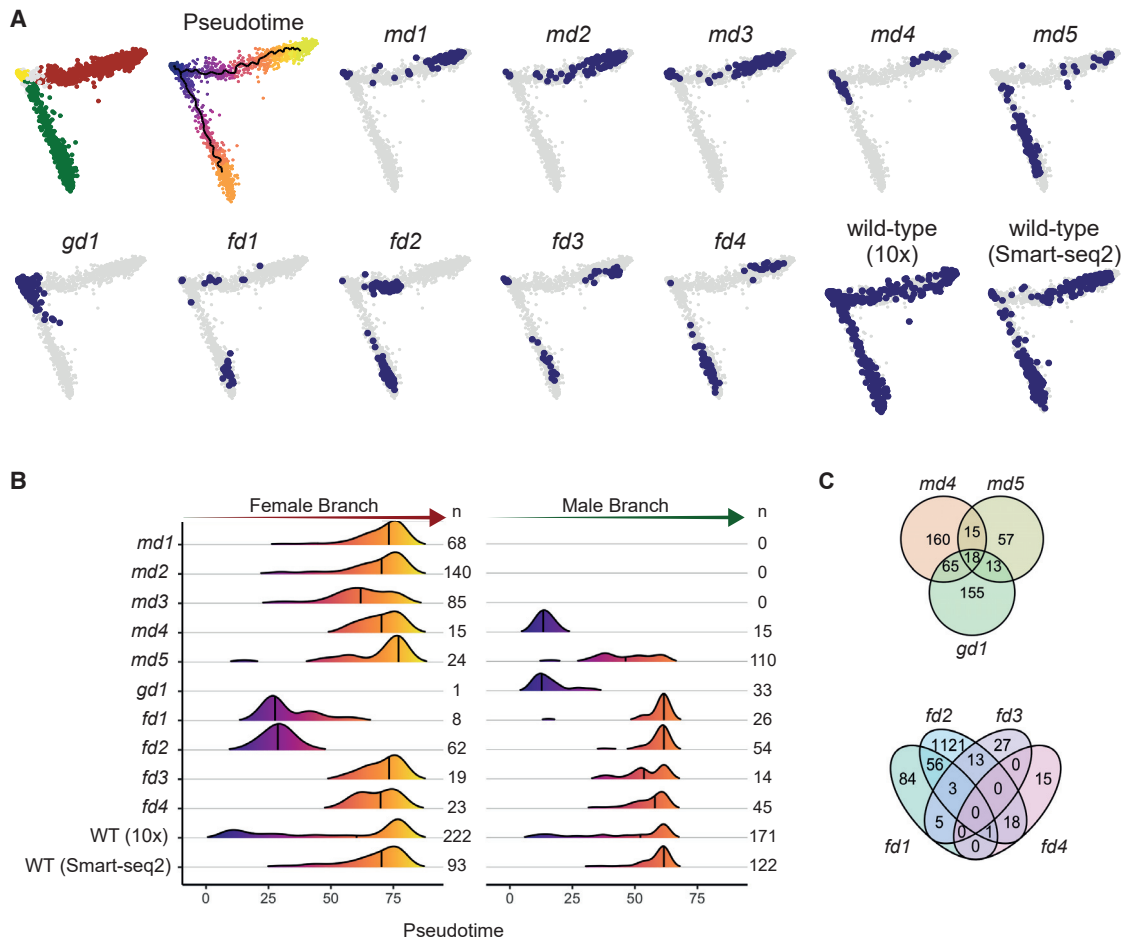 A
Pseudotime
md1
md2
md3
md4
md5
gd1
fd1
fd2
fd3
fd4
wild-type
(10x)
wild-type
(Smart-seq2)
B
Female Branch
n
Male Branch
n
md1
68
0
md2
140
0
md3
85
0
md4
15
15
md5
24
110
gd1
1
33
fd1
8
26
fd2
62
54
fd3
19
14
fd4
23
45
WT (10x)
222
171
WT (Smart-seq2)
93
122
0
25
50
75
0
25
50
75
Pseudotime
C
md4
md5
160
15
57
18
65
13
155
gd1
fd2
fd3
1121
27
56
13
0
84
15
3
0
0
5
18
0
1
0
fd1
fd4